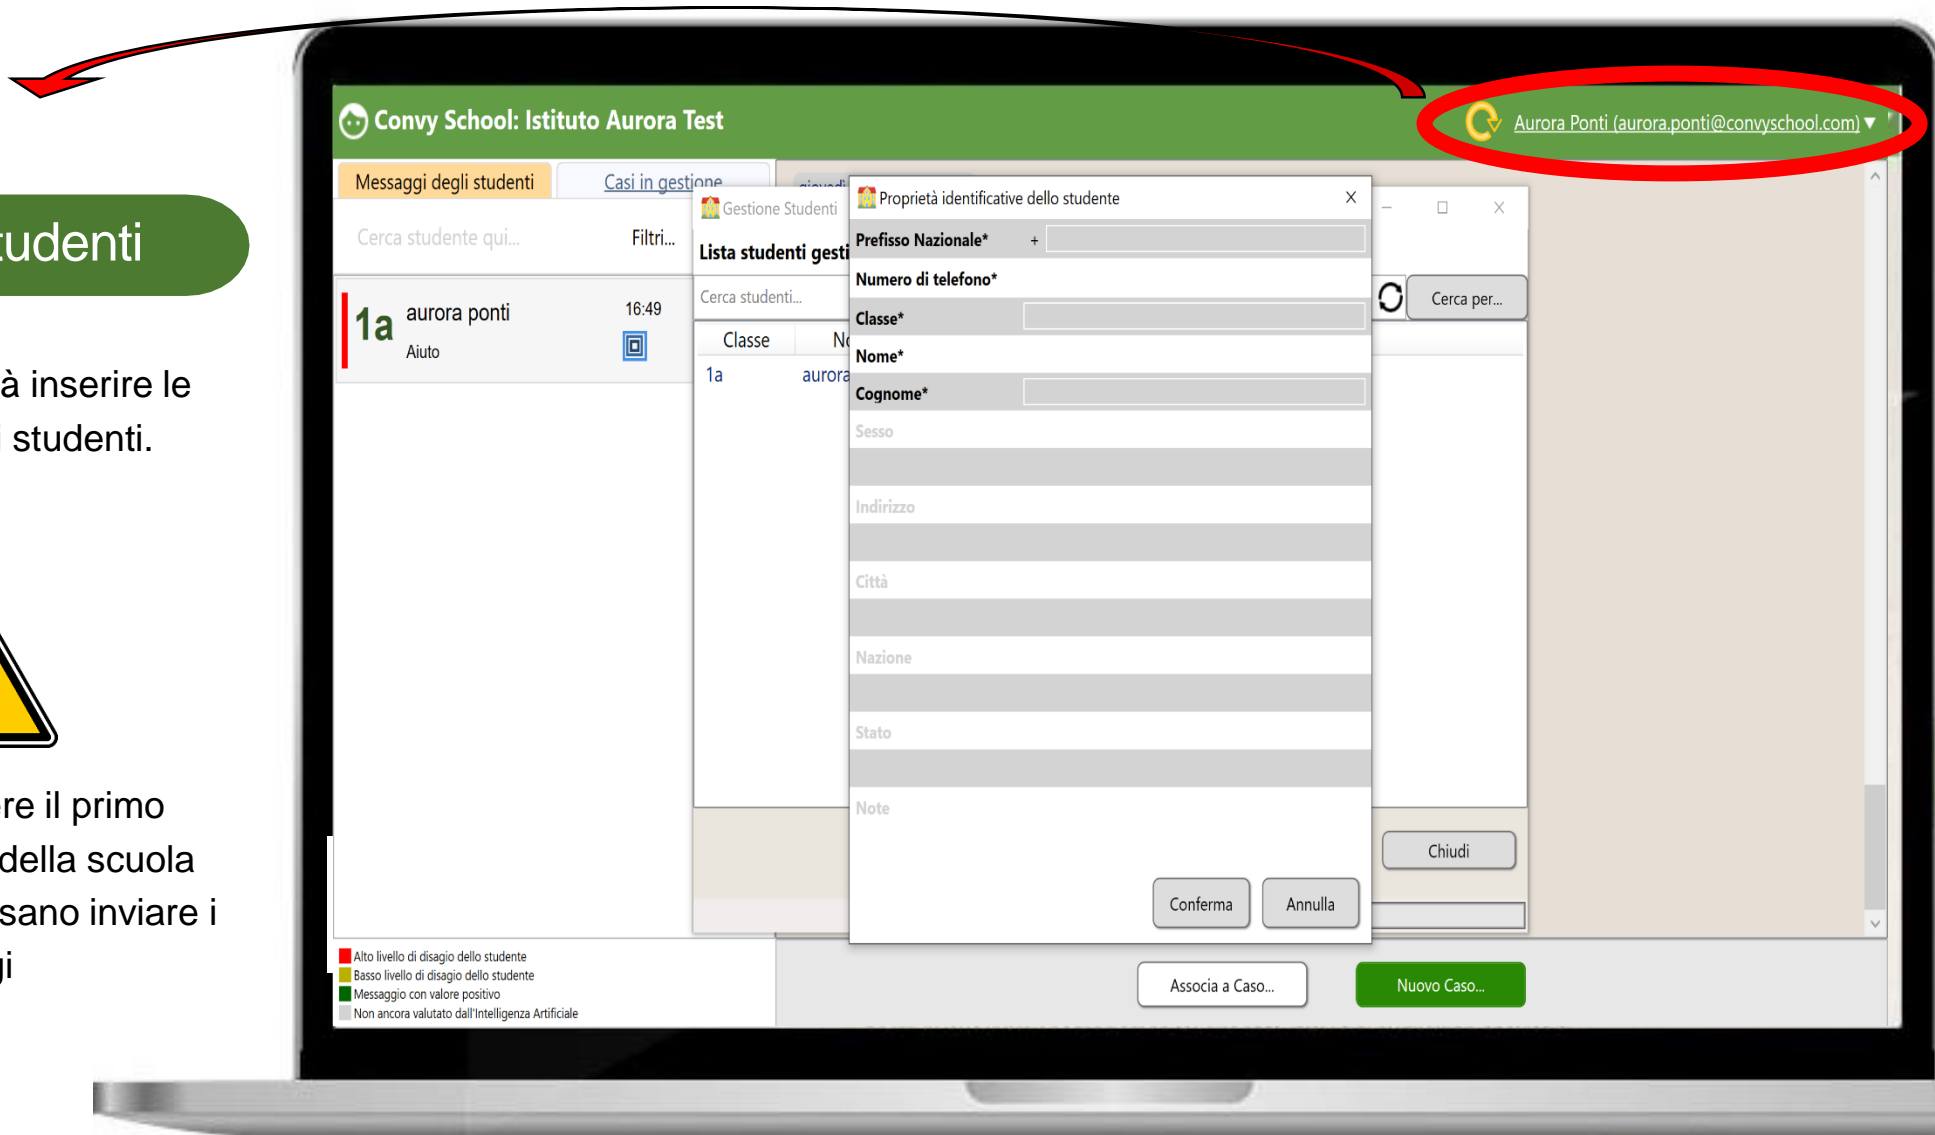 Convy School: Istituto Aurora Test
Aurora Ponti (aurora.ponti@convyschool.com)
Messaggi degli studenti
Casi in gestione
Cerca studente qui...
Filtri...
1a
aurora ponti
16:49
Aiuto
Gestione Studenti
Lista studenti gesti
Cerca studenti...
Cerca per...
Classe
No
1a
aurora
Proprietà identificative dello studente
X
Prefisso Nazionale*
+
Numero di telefono*
Classe*
Nome*
Cognome*
Sesso
Indirizzo
Città
Nazione
Stato
Note
Conferma
Annulla
Chiudi
Associa a Caso...
Nuovo Caso...
Alto livello di disagio dello studente
Basso livello di disagio dello studente
Messaggio con valore positivo
Non ancora valutato dall'Intelligenza Artificiale
tudenti
à inserire le
i studenti.
ere il primo
della scuola
sano inviare i
gi